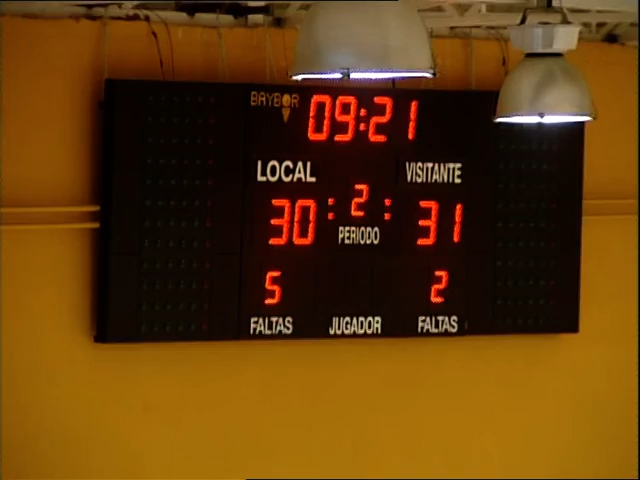 BAYBOR 09:21
LOCAL VISITANTE
30 : 2 : 31
PERIODO
5 2
FALTAS JUGADOR FALTAS